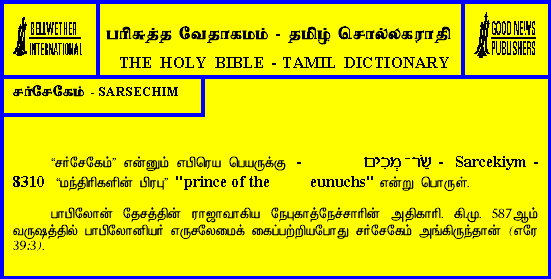 BELLWETHER
INTERNATIONAL
பரிசுத்த வேதாகமம் - தமிழ் சொல்லகராதி
THE HOLY BIBLE - TAMIL DICTIONARY
GOOD NEWS
PUBLISHERS
சர்சேகேம் - SARSECHIM
“சர்சேகேம்” என்னும் எபிரெய பெயருக்கு - שַׂר־מְכִים - Sarcekiym -
8310 “மந்திரிகளின் பிரபு” "prince of the eunuchs" என்று பொருள்.
பாபிலோன் தேசத்தின் ராஜாவாகிய நேபுகாத்நேச்சாரின் அதிகாரி. கி.மு. 587ஆம்
வருஷத்தில் பாபிலோனியர் எருசலேமைக் கைப்பற்றியபோது சர்சேகேம் அங்கிருந்தான் (எரே
39:3).